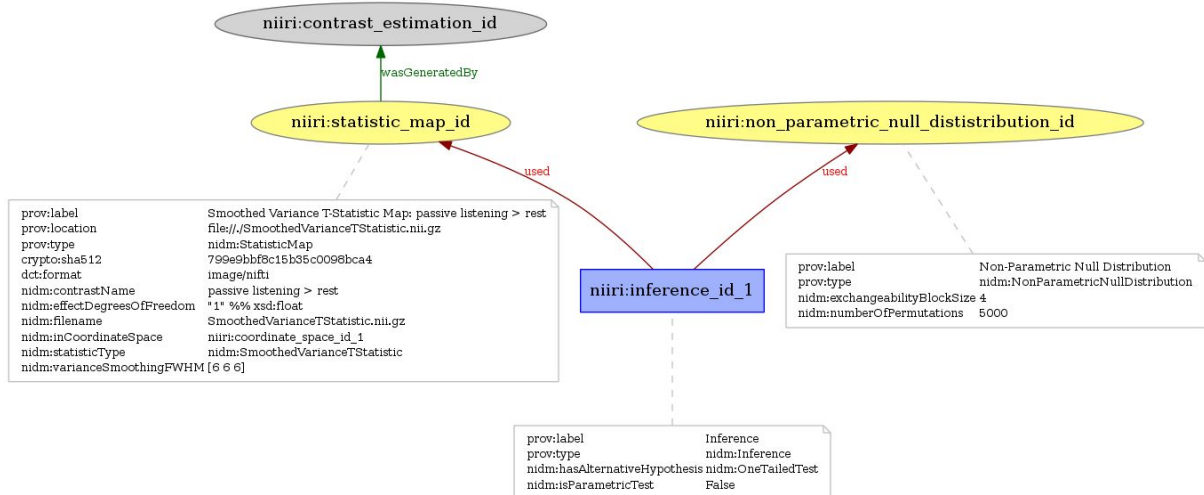 niiri:contrast_estimation_id
wasGeneratedBy
niiri:statistic_map_id
niiri:non_parametric_null_dististribution_id
used
used
prov:label Smoothed Variance T-Statistic Map: passive listening > rest
prov:location file://./SmoothedVarianceTStatistic.nii.gz
prov:type nidm:StatisticMap
crypto:sha512 799e9bbf8c15b35c0098bca4
dct:format image/nifti
nidm:contrastName passive listening > rest
nidm:effectDegreesOfFreedom "1" %% xsd:float
nidm:filename SmoothedVarianceTStatistic.nii.gz
nidm:inCoordinateSpace niiri:coordinate_space_id_1
nidm:statisticType nidm:SmoothedVarianceTStatistic
nidm:varianceSmoothingFWHM [6 6 6]
niiri:inference_id_1
prov:label Non-Parametric Null Distribution
prov:type nidm:NonParametricNullDistribution
nidm:exchangeabilityBlockSize 4
nidm:numberOfPermutations 5000
prov:label Inference
prov:type nidm:Inference
nidm:hasAlternativeHypothesis nidm:OneTailedTest
nidm:isParametricTest False